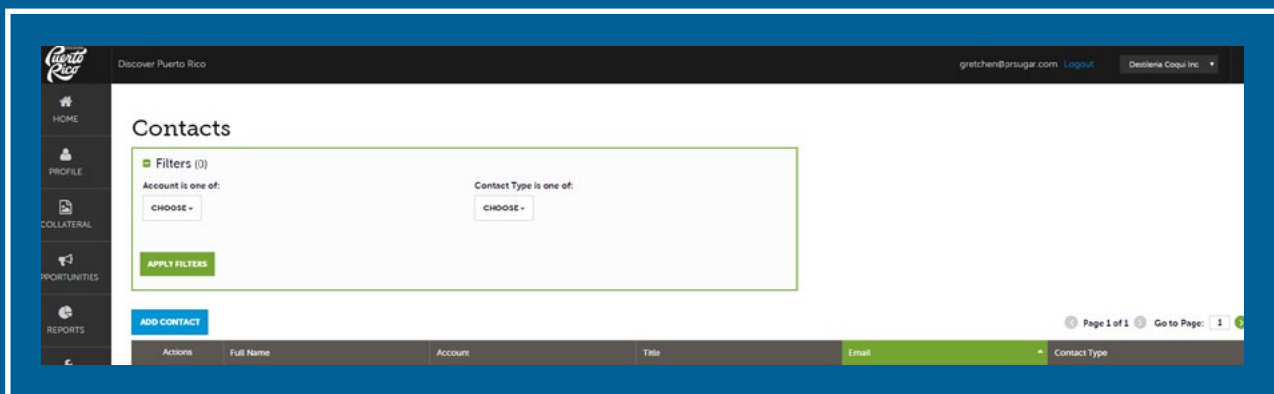 Puerto Rico
Discover Puerto Rico
gretchen@prsugar.com Logout
Destileria Coqui Inc
HOME
PROFILE
COLLATERAL
PPORTUNITIES
REPORTS
Contacts
Filters (0)
Account is one of:
Contact Type is one of:
CHOOSE
CHOOSE
APPLY FILTERS
ADD CONTACT
Page 1 of 1 Go to Page: 1
Actions Full Name Account Title Email Contact Type